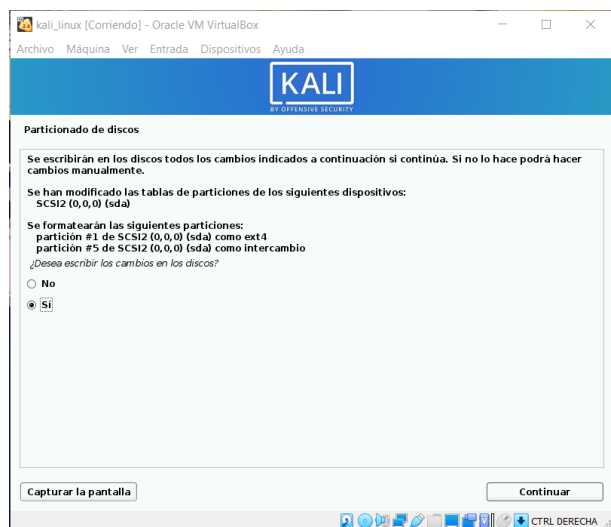 kali_linux [Corriendo] - Oracle VM VirtualBox
Archivo Máquina Ver Entrada Dispositivos Ayuda
KALI
BY OFFENSIVE SECURITY
Particionado de discos
Se escribirán en los discos todos los cambios indicados a continuación si continúa. Si no lo hace podrá hacer
cambios manualmente.
Se han modificado las tablas de particiones de los siguientes dispositivos:
SCSI2 (0,0,0) (sda)
Se formatearán las siguientes particiones:
partición #1 de SCSI2 (0,0,0) (sda) como ext4
partición #5 de SCSI2 (0,0,0) (sda) como intercambio
¿Desea escribir los cambios en los discos?
No
Sí
Capturar la pantalla Continuar
CTRL DERECHA